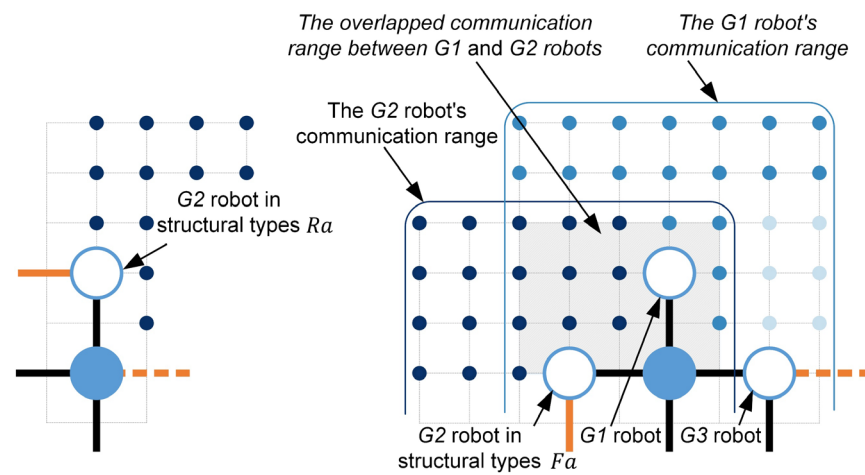 The overlapped communication
range between G1 and G2 robots
The G1 robot's
communication range
The G2 robot's
communication range
G2 robot in
structural types Ra
G2 robot in
structural types Fa
G1 robot
G3 robot